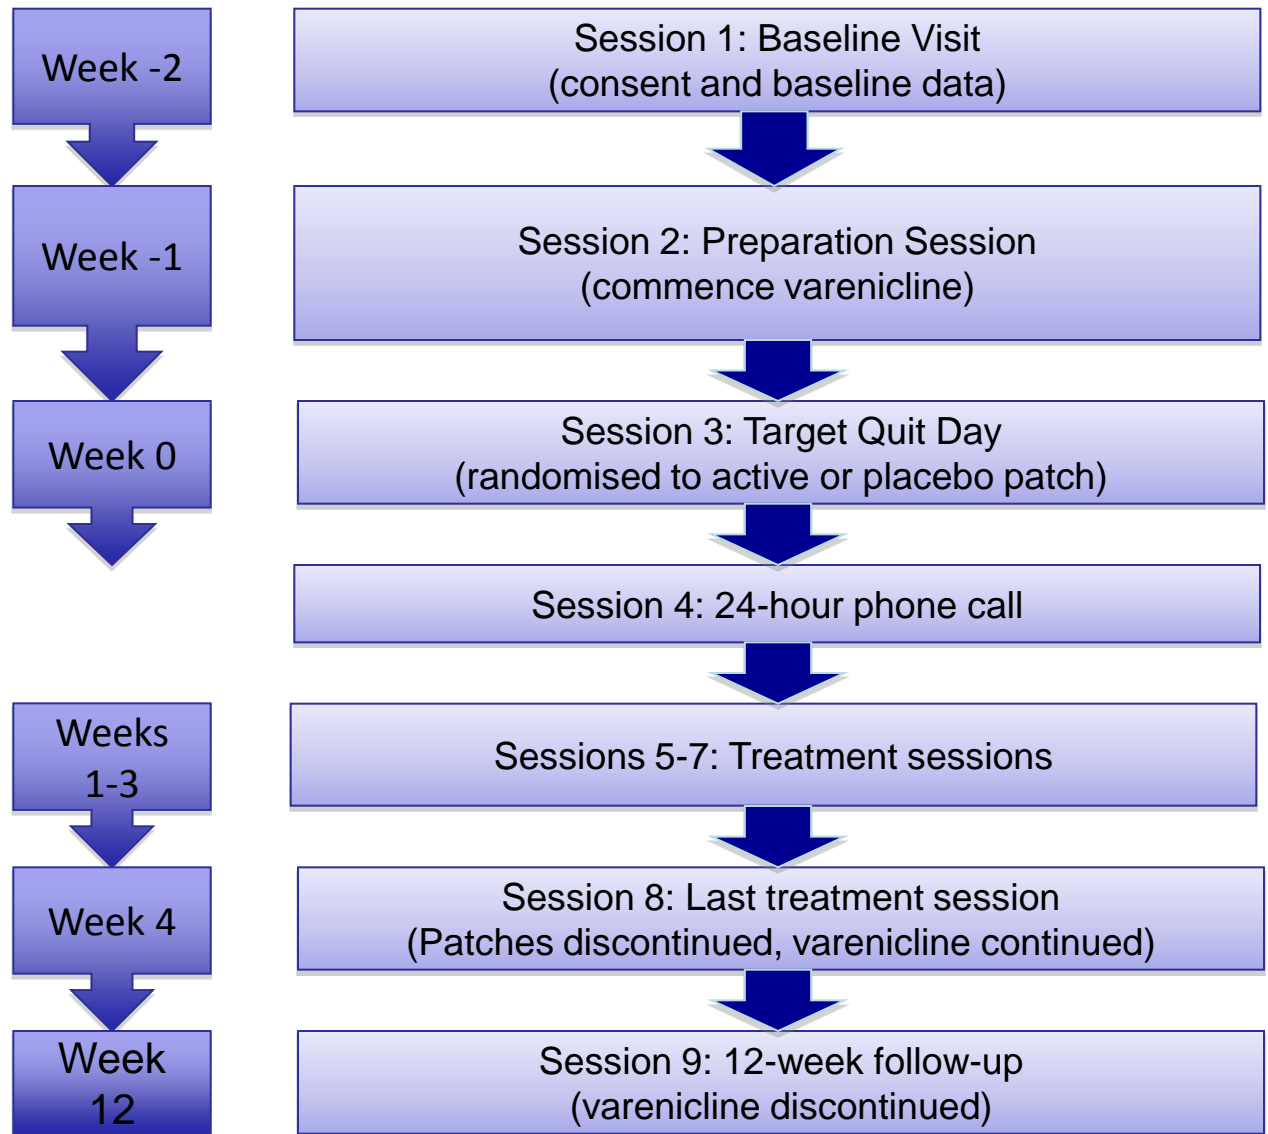 Week -2
Session 1: Baseline Visit
(consent and baseline data)
Week -1
Session 2: Preparation Session
(commence varenicline)
Week 0
Session 3: Target Quit Day
(randomised to active or placebo patch)
Session 4: 24-hour phone call
Weeks
1-3
Sessions 5-7: Treatment sessions
Week 4
Session 8: Last treatment session
(Patches discontinued, varenicline continued)
Week
12
Session 9: 12-week follow-up
(varenicline discontinued)